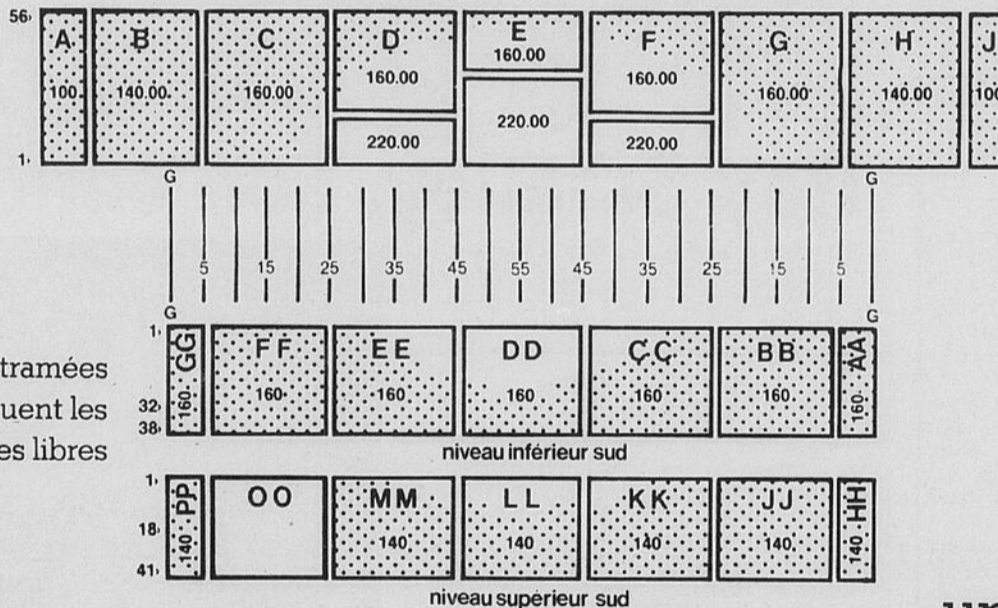 56
A B C D E F G H J
160.00
100 140.00 160.00 160.00 160.00 160.00 140.00 100
220.00 220.00 220.00
1
G G
5 15 25 35 45 55 45 35 25 15 5
G G
1
GG FF EE DD CC BB AA
tramées
160 160 160 160 160 160 160
32
uent les
38
niveau inférieur sud
es libres
1
PP OO MM LL KK JJ HH
18
140 140 140 140 140 140
41
niveau supérieur sud